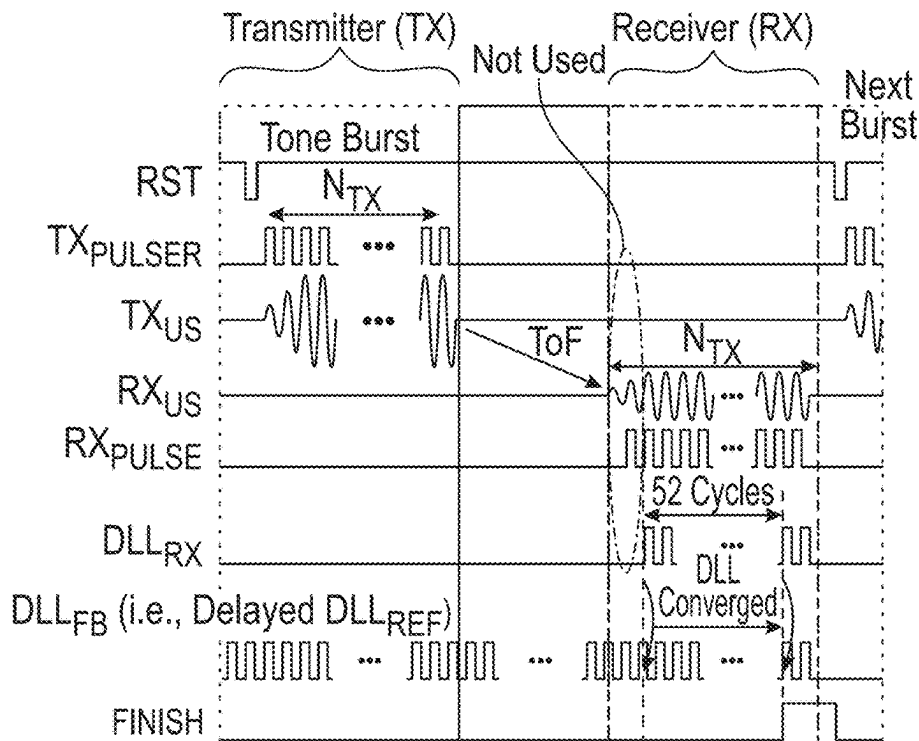 Transmitter (TX)
Receiver (RX)
Not Used
Next
Burst
Tone Burst
RST
NTX
TXPULSER
TXUS
ToF
NTX
RXUS
RXPULSE
52 Cycles
DLLRX
DLL
Converged
DLLFB (i.e., Delayed DLLREF)
FINISH